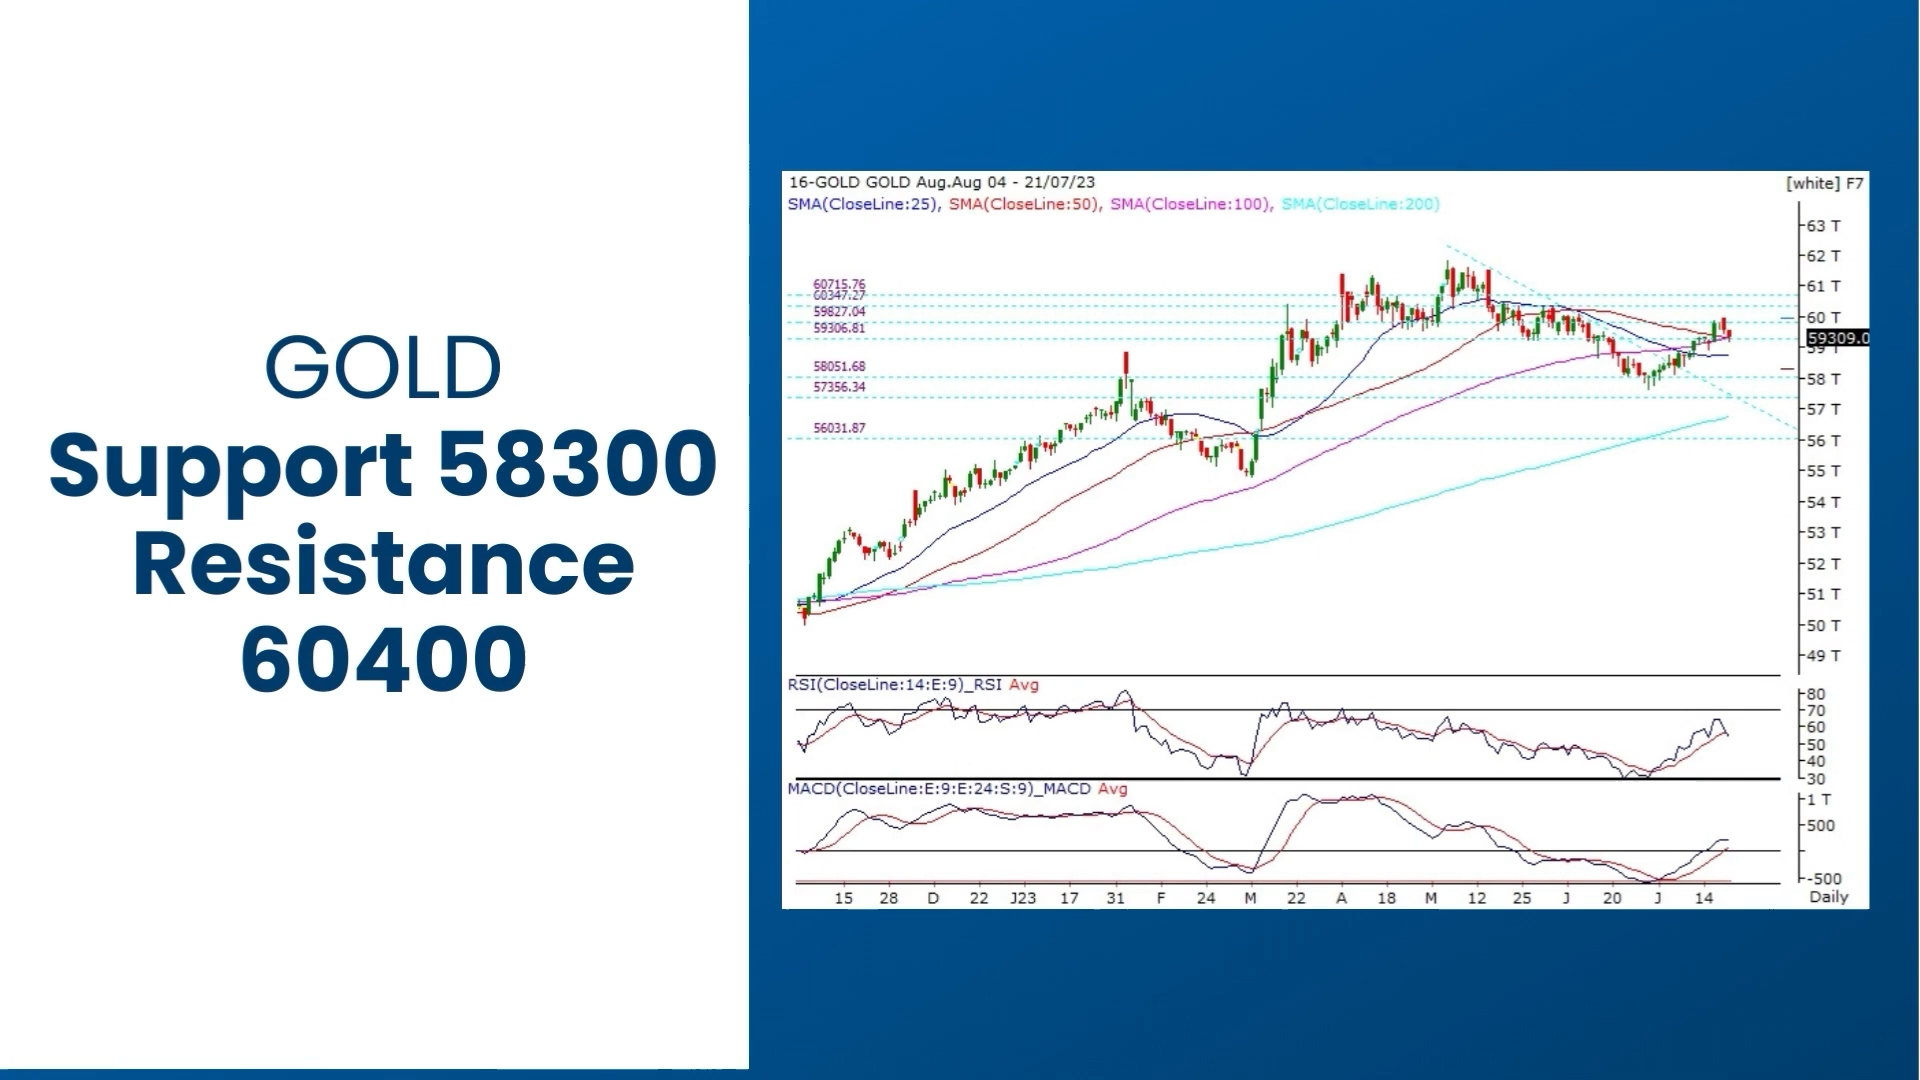 GOLD
Support 58300
Resistance
60400
16-GOLD GOLD Aug.Aug 04 - 21/07/23
[white] F7
SMA(CloseLine:25), SMA(CloseLine:50), SMA(CloseLine:100), SMA(CloseLine:200)
63 T
62 T
61 T
60 T
59309.0
59 T
58 T
57 T
56 T
55 T
54 T
53 T
52 T
51 T
50 T
49 T
60715.76
60347.27
59827.04
59306.81
58051.68
57356.34
56031.87
RSI(CloseLine:14:E:9)_RSI Avg
80
70
60
50
40
30
MACD(CloseLine:E:9:E:24:S:9)_MACD Avg
1 T
500
-500
15 28 D 22 J23 17 31 F 24 M 22 A 18 M 12 25 J 20 J 14 Daily